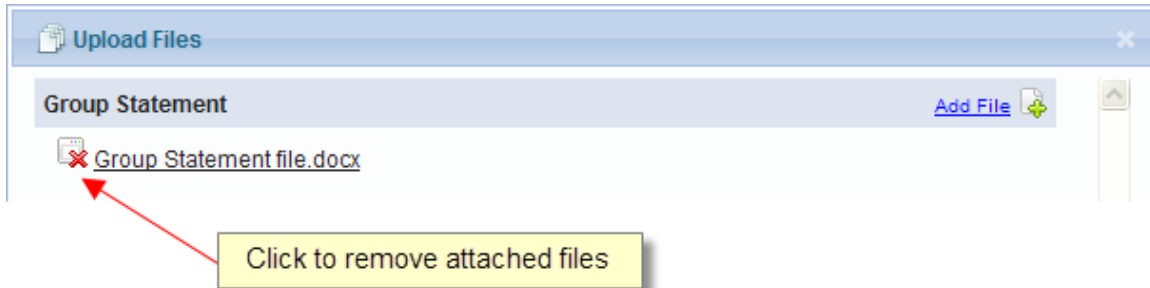 Upload Files
Group Statement
Add File
Group Statement file.docx
Click to remove attached files